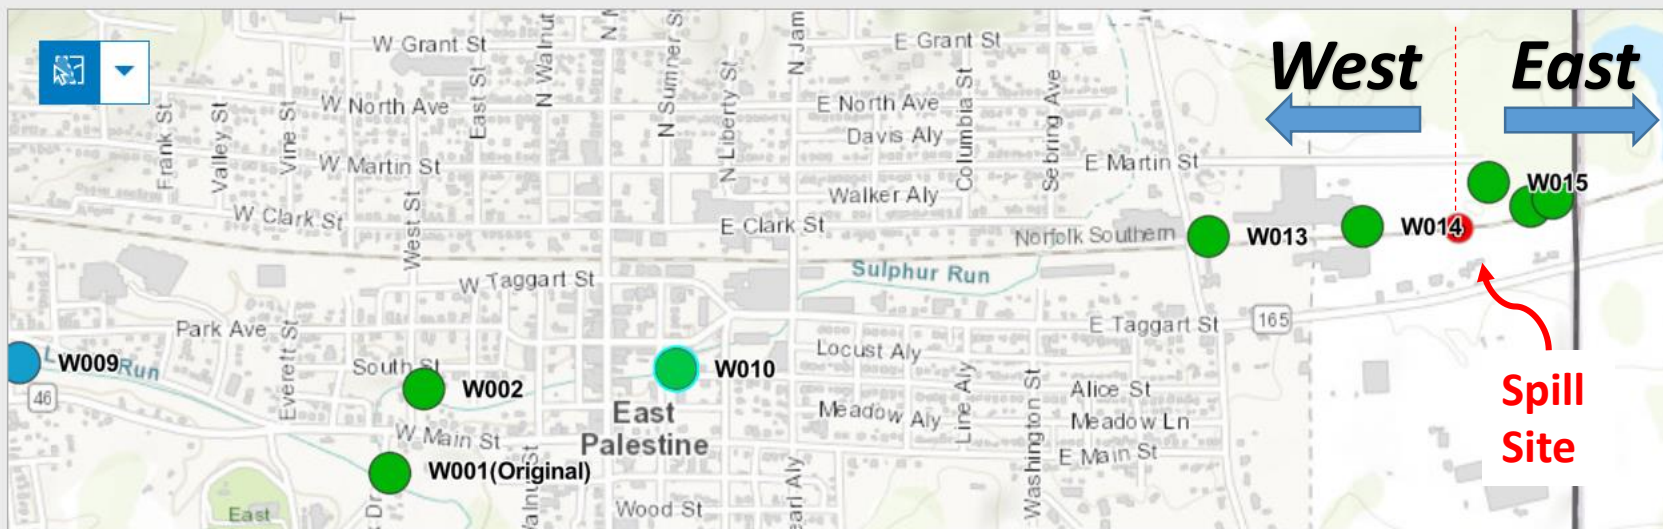 West
East
W Grant St
E Grant St
N Walnut
N Sumner St
N Jam
W North Ave
E North Ave
East St
N Liberty St
Columbia St
Sebring Ave
Davis Aly
Frank St
Valley St
Vine St
W Martin St
E Martin St
Walker Aly
W015
W Clark St
West St
E Clark St
Norfolk Southern
W013
W014
W Taggart St
Sulphur Run
Park Ave
Everett St
E Taggart St
165
Locust Aly
W009
Run
South St
W002
W010
Line Aly
Washington St
Alice St
Spill
Site
46
East
Palestine
Meadow Aly
Meadow Ln
W Main St
E Main St
W001(Original)
Wood St
East